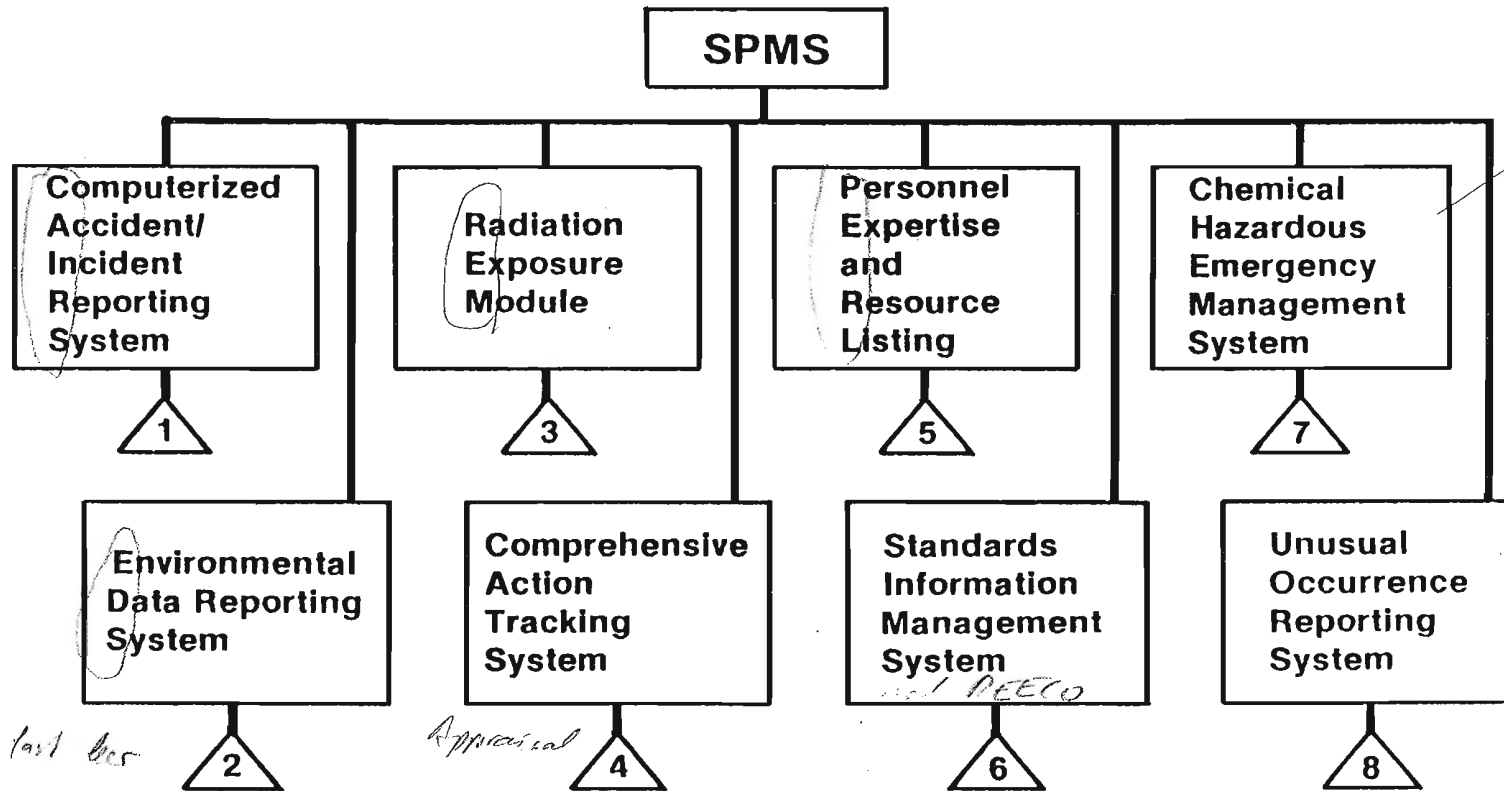 SPMS
Computerized
Accident/
Incident
Reporting
System
1
Radiation
Exposure
Module
3
Personnel
Expertise
and
Resource
Listing
5
Chemical
Hazardous
Emergency
Management
System
7
Environmental
Data Reporting
System
2
last
Comprehensive
Action
Tracking
System
Appraisal
4
Standards
Information
Management
System
REECO
6
Unusual
Occurrence
Reporting
System
8